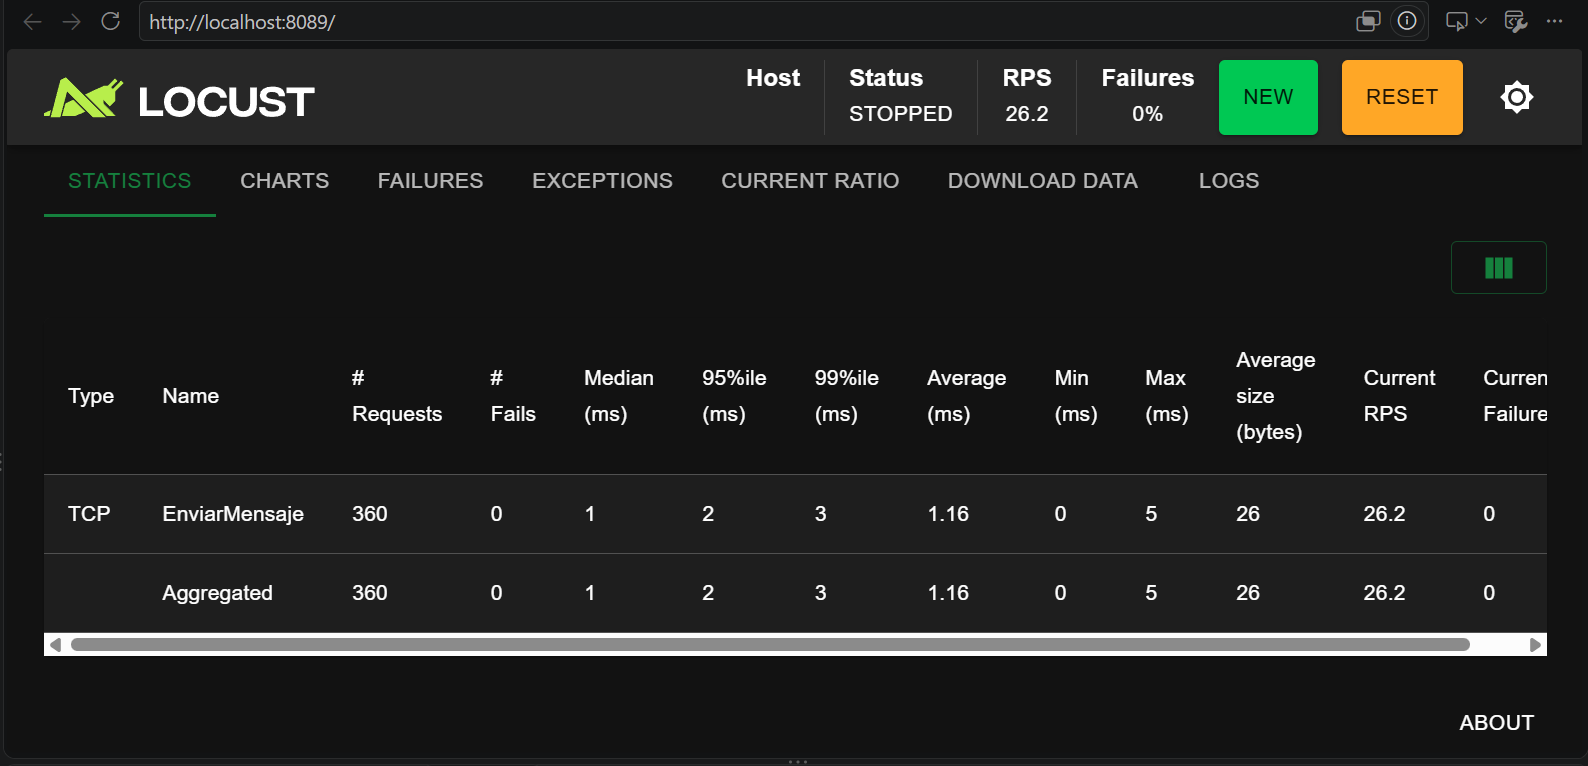 http://localhost:8089/
LOCUST
Host
Status
STOPPED
RPS
26.2
Failures
0%
NEW
RESET
STATISTICS CHARTS FAILURES EXCEPTIONS CURRENT RATIO DOWNLOAD DATA LOGS
Type Name # Requests # Fails Median (ms) 95%ile (ms) 99%ile (ms) Average (ms) Min (ms) Max (ms) Average size (bytes) Current RPS Curren Failure
TCP EnviarMensaje 360 0 1 2 3 1.16 0 5 26 26.2 0
Aggregated 360 0 1 2 3 1.16 0 5 26 26.2 0
ABOUT